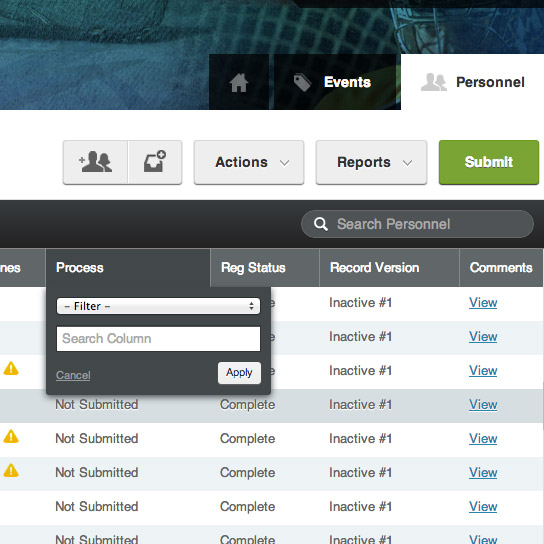 Events Personnel
Actions Reports Submit
Search Personnel
nes Process Reg Status Record Version Comments
– Filter – e Inactive #1 View
Inactive #1 View
Search Column
Cancel Apply e Inactive #1 View
Not Submitted Complete Inactive #1 View
Not Submitted Complete Inactive #1 View
Not Submitted Complete Inactive #1 View
Not Submitted Complete Inactive #1 View
Not Submitted Complete Inactive #1 View